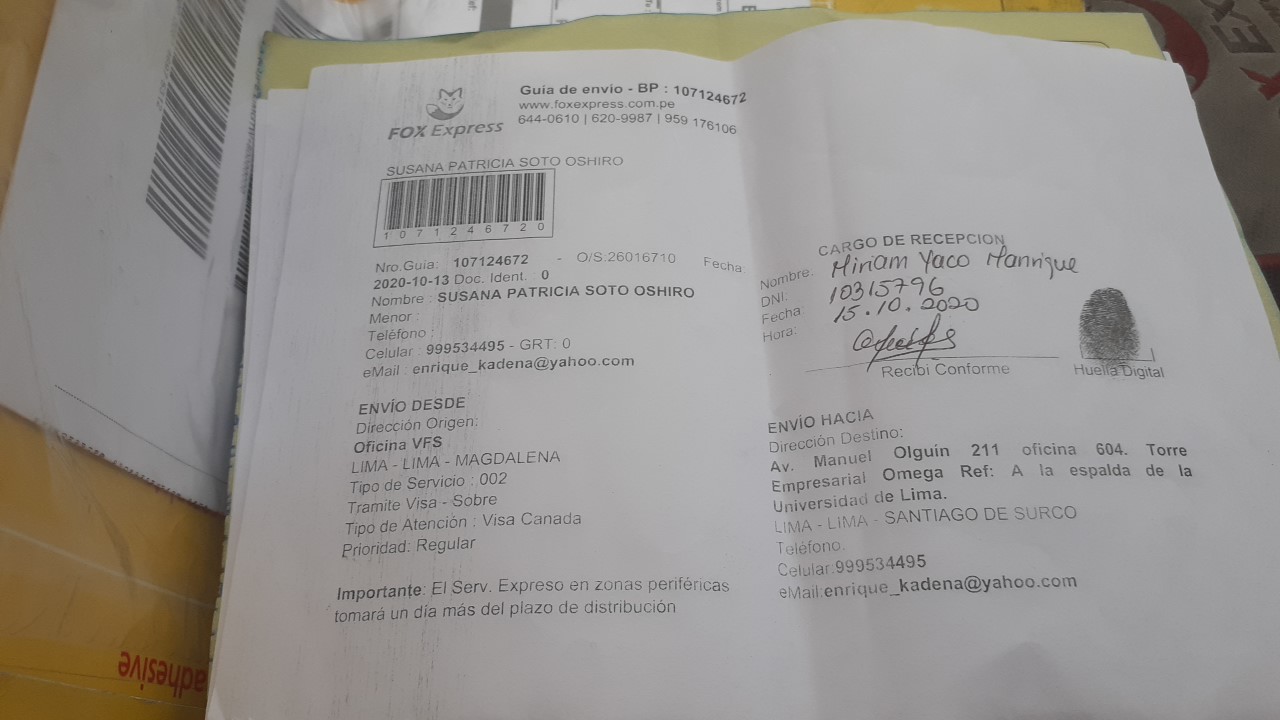 Guia de envio - BP : 107124672
www.foxexpress.com.pe
644-0610 | 620-9987 | 959 176106
FOX Express
SUSANA PATRICIA SOTO OSHIRO
1071246720
Nro.Guia: 107124672 - O/S:26016710 Fecha:
2020-10-13 Doc. Ident. 0
Nombre : SUSANA PATRICIA SOTO OSHIRO
Menor :
Teléfono :
Celular : 999534495 - GRT: 0
eMail : enrique_kadena@yahoo.com
CARGO DE RECEPCION
Nombre: Miriam Yaco Manrique
DNI: 10315796
Fecha: 15.10.2020
Hora:
Recibi Conforme
Huella Digital
ENVÍO DESDE
Dirección Origen:
Oficina VFS
LIMA - LIMA - MAGDALENA
Tipo de Servicio : 002
Tramite Visa - Sobre
Tipo de Atención : Visa Canada
Prioridad: Regular
ENVÍO HACIA
Dirección Destino:
Av. Manuel Olguín 211 oficina 604. Torre
Empresarial Omega Ref: A la espalda de la
Universidad de Lima.
LIMA - LIMA - SANTIAGO DE SURCO
Teléfono:
Celular:999534495
eMail:enrique_kadena@yahoo.com
Importante: El Serv. Expreso en zonas periféricas
tomará un día más del plazo de distribución
adhesive